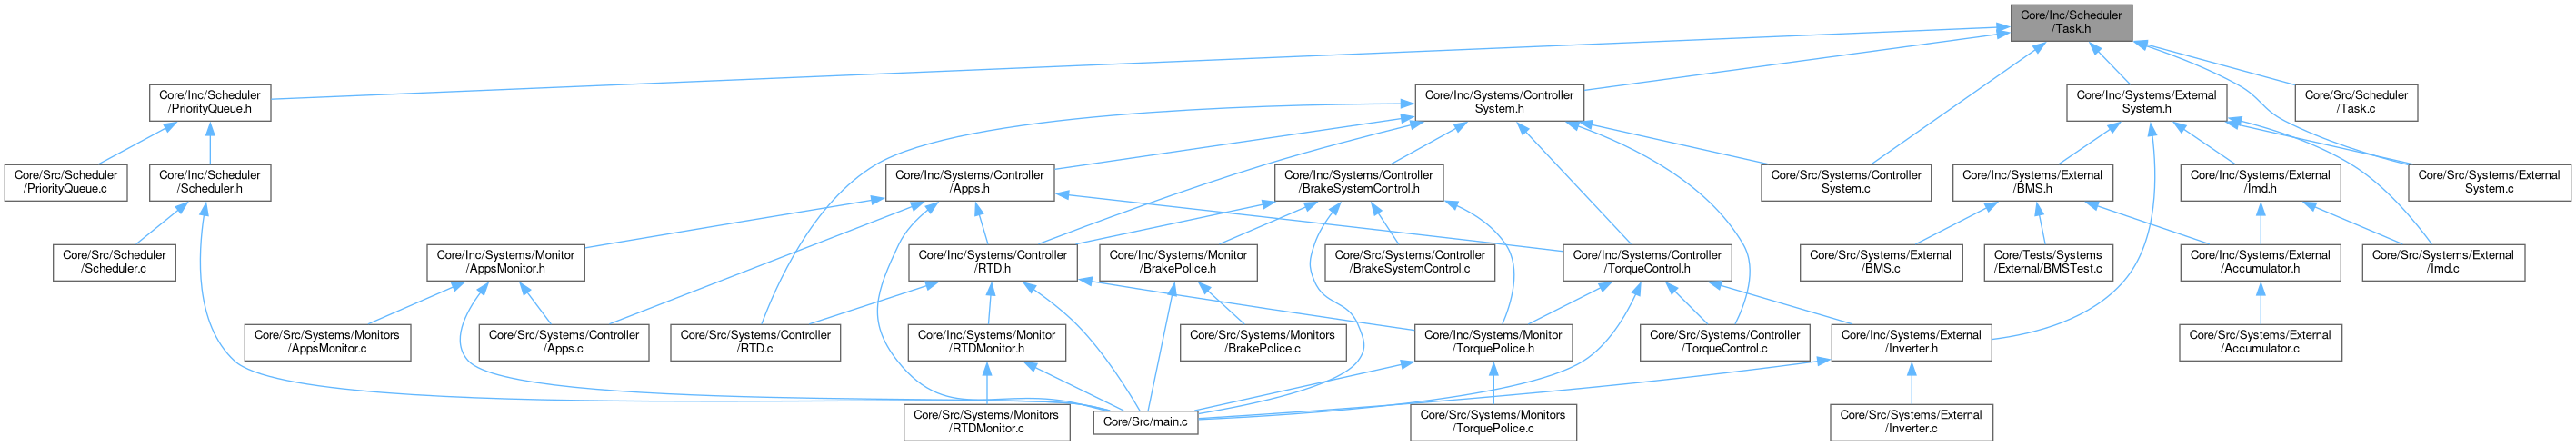 Core/Inc/Scheduler
/Task.h
Core/Inc/Scheduler
/PriorityQueue.h
Core/Inc/Systems/Controller
System.h
Core/Inc/Systems/External
System.h
Core/Src/Scheduler
/Task.c
Core/Src/Scheduler
/PriorityQueue.c
Core/Inc/Scheduler
/Scheduler.h
Core/Inc/Systems/Controller
/Apps.h
Core/Inc/Systems/Controller
/BrakeSystemControl.h
Core/Src/Systems/Controller
System.c
Core/Inc/Systems/External
/BMS.h
Core/Inc/Systems/External
/Imd.h
Core/Src/Systems/External
System.c
Core/Src/Scheduler
/Scheduler.c
Core/Inc/Systems/Monitor
/AppsMonitor.h
Core/Inc/Systems/Controller
/RTD.h
Core/Inc/Systems/Monitor
/BrakePolice.h
Core/Src/Systems/Controller
/BrakeSystemControl.c
Core/Inc/Systems/Controller
/TorqueControl.h
Core/Src/Systems/External
/BMS.c
Core/Tests/Systems
/External/BMSTest.c
Core/Inc/Systems/External
/Accumulator.h
Core/Src/Systems/External
/Imd.c
Core/Src/Systems/Monitors
/AppsMonitor.c
Core/Src/Systems/Controller
/Apps.c
Core/Src/Systems/Controller
/RTD.c
Core/Inc/Systems/Monitor
/RTDMonitor.h
Core/Src/Systems/Monitors
/BrakePolice.c
Core/Inc/Systems/Monitor
/TorquePolice.h
Core/Src/Systems/Controller
/TorqueControl.c
Core/Inc/Systems/External
/Inverter.h
Core/Src/Systems/External
/Accumulator.c
Core/Src/Systems/Monitors
/RTDMonitor.c
Core/Src/main.c
Core/Src/Systems/Monitors
/TorquePolice.c
Core/Src/Systems/External
/Inverter.c